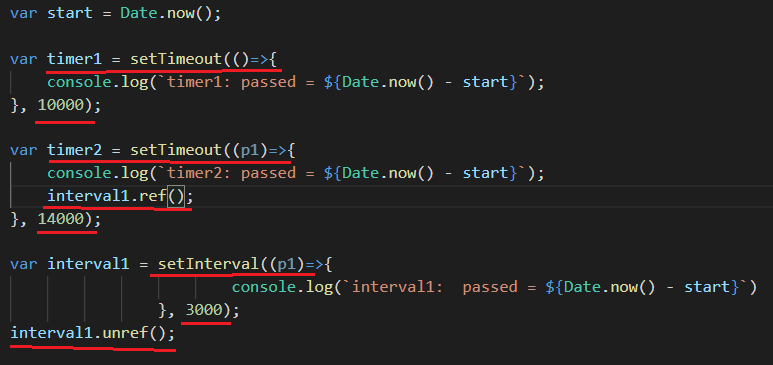 var start = Date.now();
var timer1 = setTimeout(()=>{
console.log(`timer1: passed = ${Date.now() - start}`);
}, 10000);
var timer2 = setTimeout((p1)=>{
console.log(`timer2: passed = ${Date.now() - start}`);
interval1.ref();
}, 14000);
var interval1 = setInterval((p1)=>{
console.log(`interval1:  passed = ${Date.now() - start}`)
}, 3000);
interval1.unref();